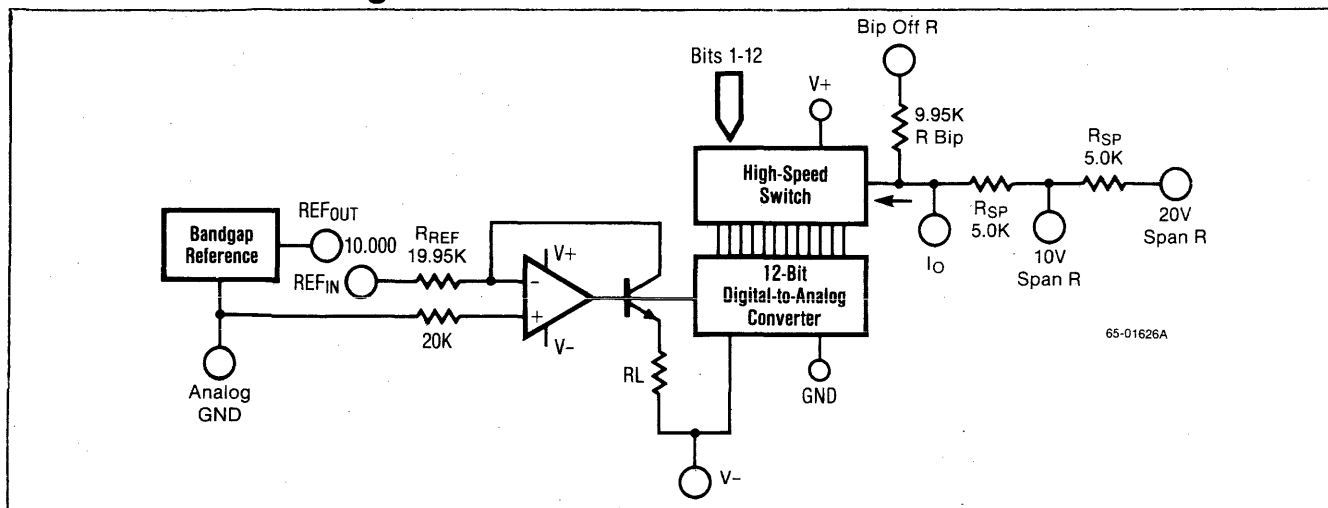 Bip Off R
Bits 1-12
V+
9.95K
R Bip
RSP
5.0K
High-Speed
Switch
20V
Span R
RSP
5.0K
IO
10V
Span R
Bandgap
Reference
REFOUT
10.000
RREF
19.95K
REFIN
V+
−
+
V−
20K
12-Bit
Digital-to-Analog
Converter
65-01626A
Analog
GND
RL
GND
V−